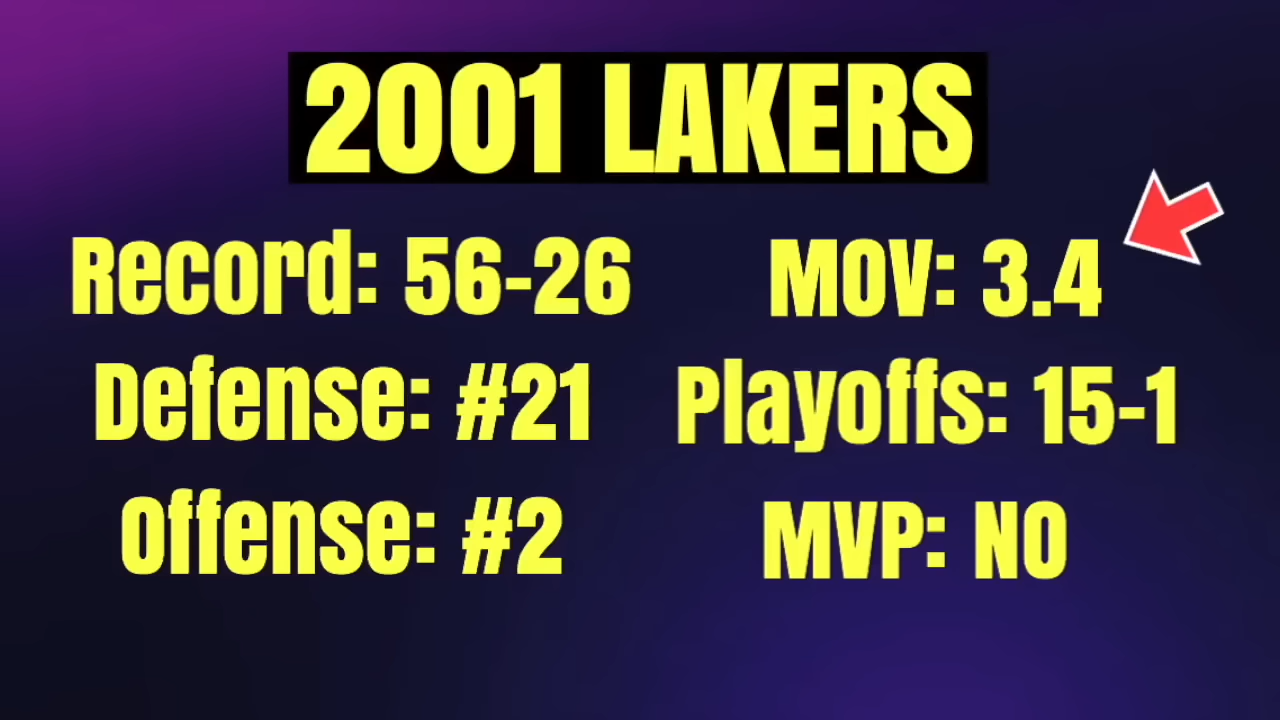 2001 LAKERS
Record: 56-26
MOV: 3.4
Defense: #21
Playoffs: 15-1
Offense: #2
MVP: NO